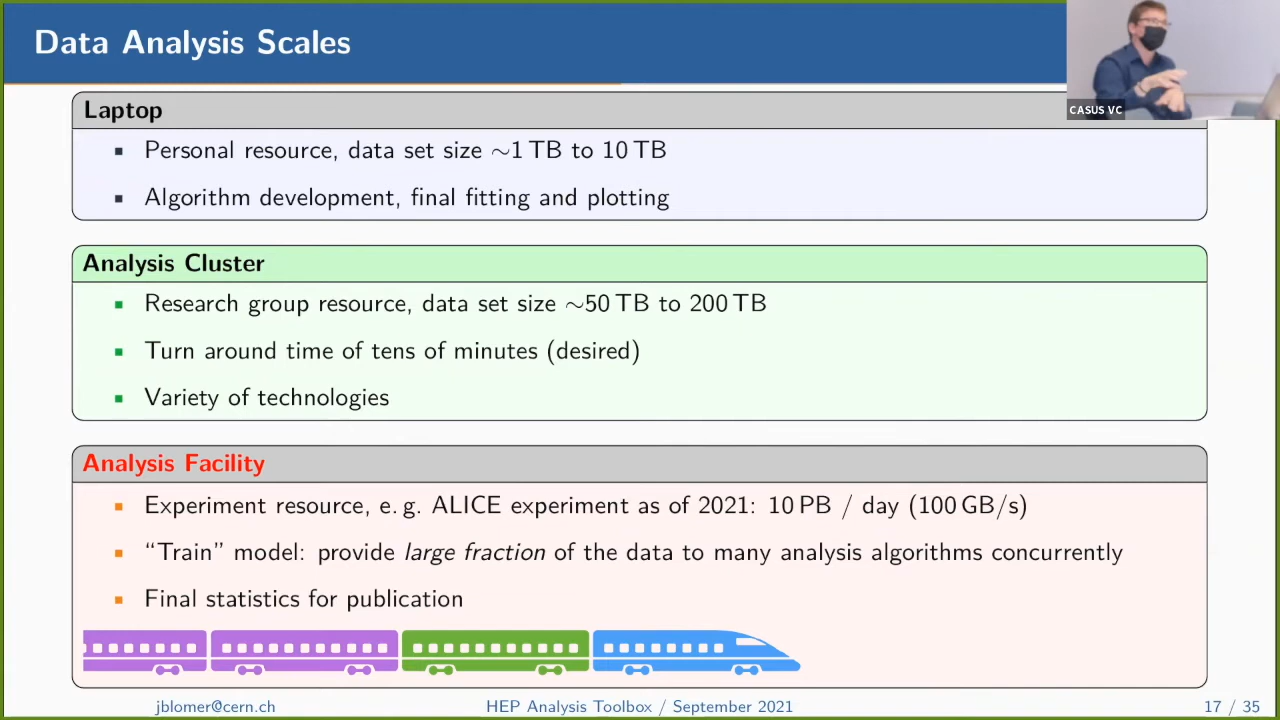 Data Analysis Scales
CASUS VC
Laptop
▪ Personal resource, data set size ∼1 TB to 10 TB
▪ Algorithm development, final fitting and plotting
Analysis Cluster
▪ Research group resource, data set size ∼50 TB to 200 TB
▪ Turn around time of tens of minutes (desired)
▪ Variety of technologies
Analysis Facility
▪ Experiment resource, e. g. ALICE experiment as of 2021: 10 PB / day (100 GB/s)
▪ “Train” model: provide large fraction of the data to many analysis algorithms concurrently
▪ Final statistics for publication
jblomer@cern.ch
HEP Analysis Toolbox / September 2021
17 / 35